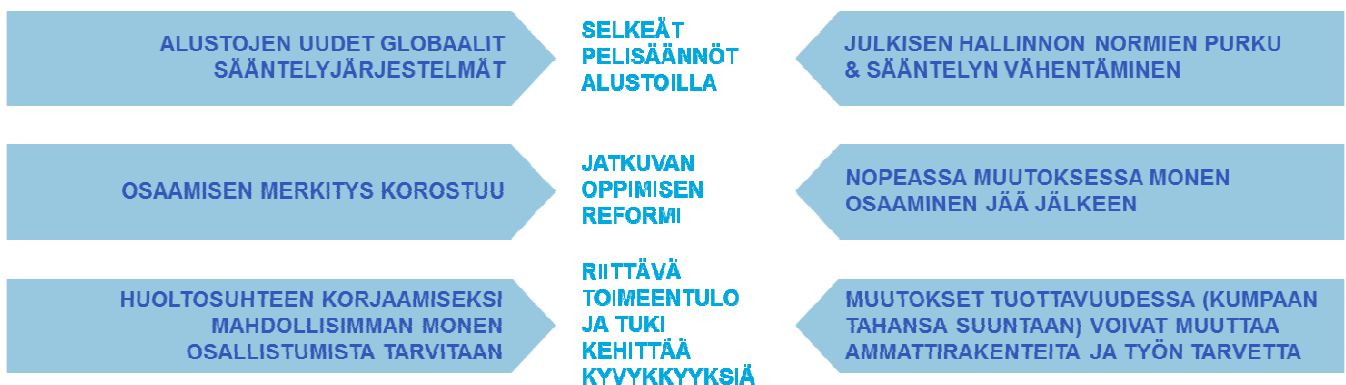 ALUSTOJEN UUDET GLOBAALIT
SÄÄNTELYJÄRJESTELMÄT
SELKEÄT
PELISÄÄNNÖT
ALUSTOILLA
JULKISEN HALLINNON NORMIEN PURKU
& SÄÄNTELYN VÄHENTÄMINEN
OSAAMISEN MERKITYS KOROSTUU
JATKUVAN
OPPIMISEN
REFORMI
NOPEASSA MUUTOKSESSA MONEN
OSAAMINEN JÄÄ JÄLKEEN
HUOLTOSUHTEEN KORJAAMISEKSI
MAHDOLLISIMMAN MONEN
OSALLISTUMISTA TARVITAAN
RIITTÄVÄ
TOIMEENTULO
JA TUKI
KEHITTÄÄ
KYVYKKYYKSIÄ
MUUTOKSET TUOTTAVUUDESSA (KUMPAAN
TAHANSA SUUNTAAN) VOIVAT MUUTTAA
AMMATTIRAKENTEITA JA TYÖN TARVETTA